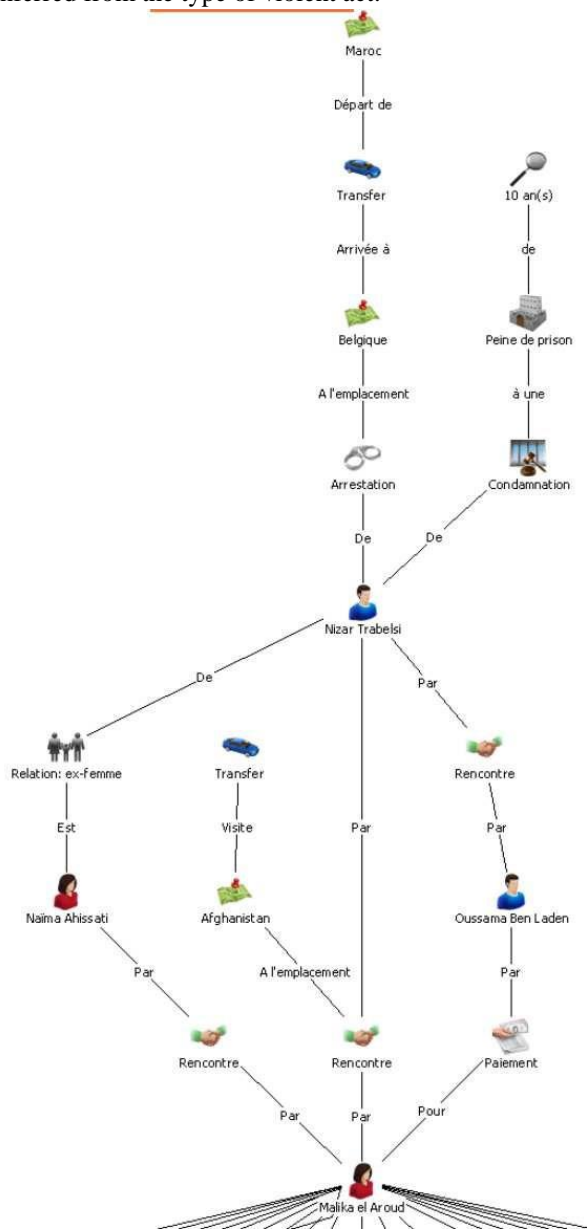 Maroc
Départ de
Transfer
10 an(s)
Arrivée à
de
Belgique
Peine de prison
A l'emplacement
à une
Arrestation
Condamnation
De
De
Nizar Trabelsi
De
Par
Relation: ex-femme
Transfer
Rencontre
Est
Visite
Par
Par
Naïma Ahissati
Afghanistan
Oussama Ben Laden
Par
A l'emplacement
Par
Rencontre
Rencontre
Paiement
Par
Par
Pour
Malika el Aroud